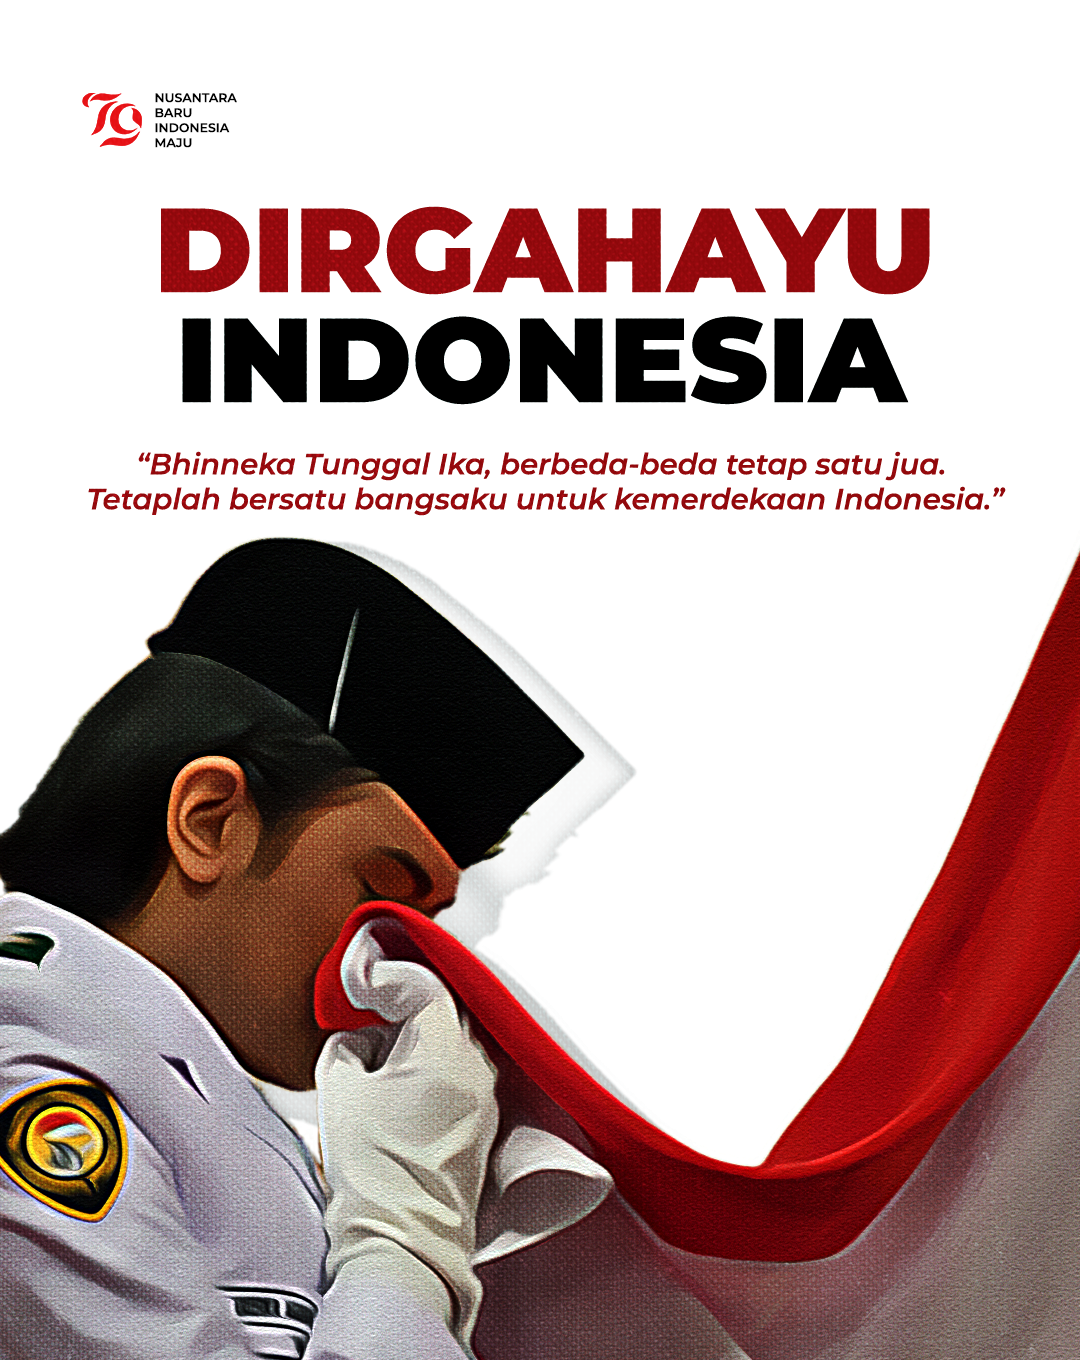 79
NUSANTARA
BARU
INDONESIA
MAJU
DIRGAHAYU
INDONESIA
“Bhinneka Tunggal Ika, berbeda-beda tetap satu jua.
Tetaplah bersatu bangsaku untuk kemerdekaan Indonesia.”